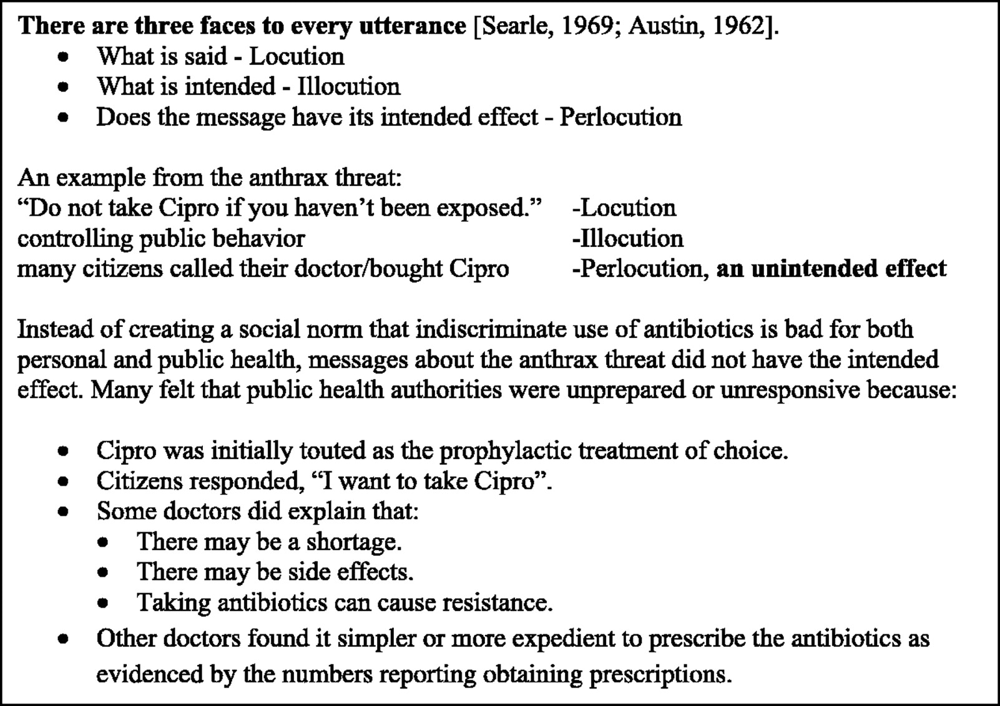 There are three faces to every utterance [Searle, 1969; Austin, 1962].
• What is said - Locution
• What is intended - Illocution
• Does the message have its intended effect - Perlocution
An example from the anthrax threat:
“Do not take Cipro if you haven’t been exposed.” -Locution
controlling public behavior -Illocution
many citizens called their doctor/bought Cipro -Perlocution, an unintended effect
Instead of creating a social norm that indiscriminate use of antibiotics is bad for both
personal and public health, messages about the anthrax threat did not have the intended
effect. Many felt that public health authorities were unprepared or unresponsive because:
• Cipro was initially touted as the prophylactic treatment of choice.
• Citizens responded, “I want to take Cipro”.
• Some doctors did explain that:
• There may be a shortage.
• There may be side effects.
• Taking antibiotics can cause resistance.
• Other doctors found it simpler or more expedient to prescribe the antibiotics as
evidenced by the numbers reporting obtaining prescriptions.